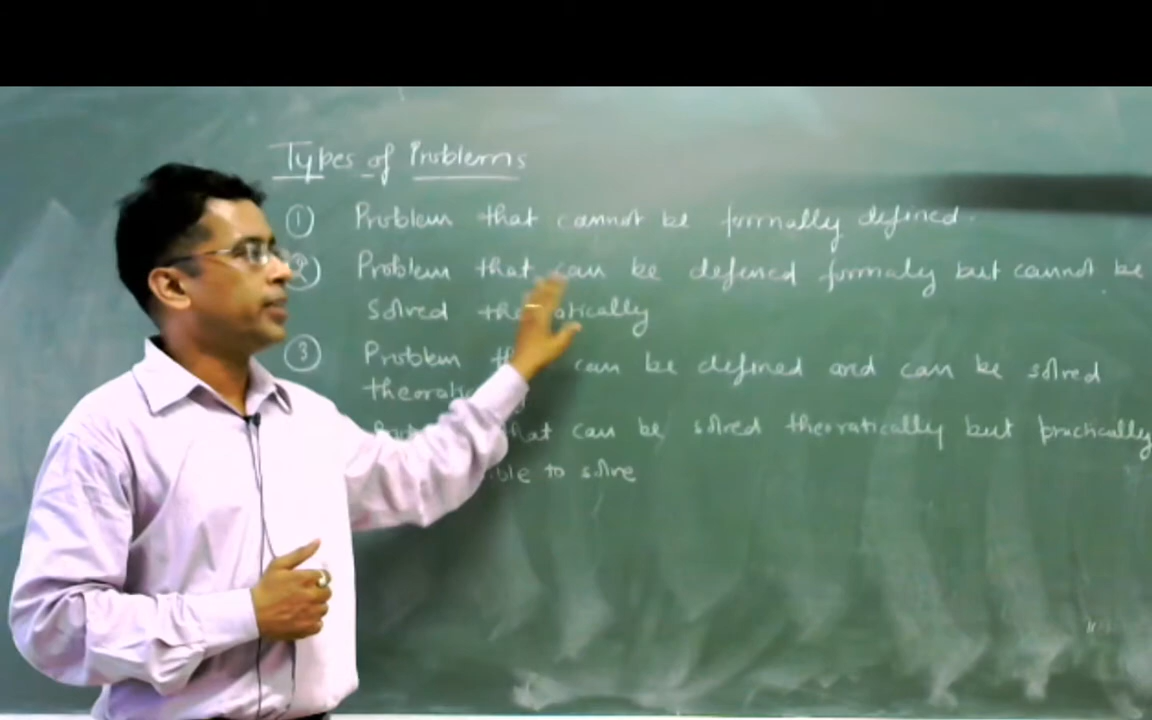 Types of Problems
① Problem that cannot be formally defined.
② Problem that can be defined formaly but cannot be
solved theoratically
③ Problem can be defined and can be solved
that can be solved theoratically but practically
to solve